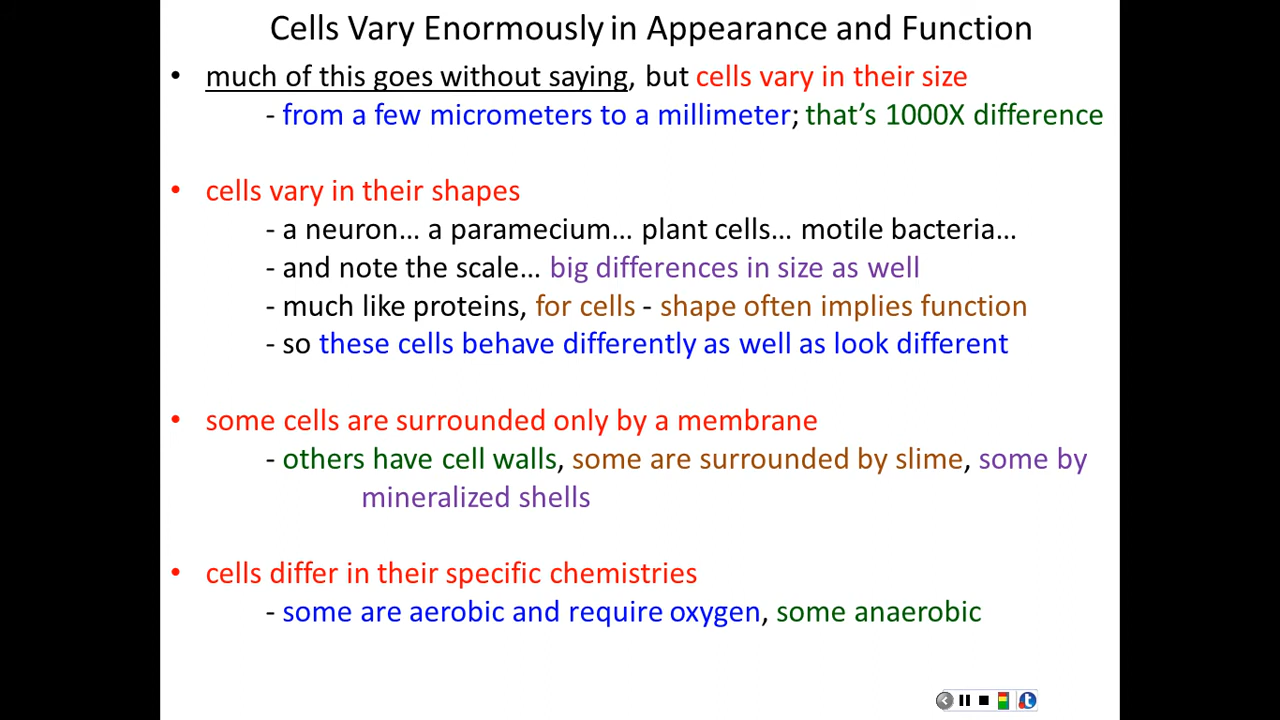 Cells Vary Enormously in Appearance and Function
• much of this goes without saying, but cells vary in their size
- from a few micrometers to a millimeter; that's 1000X difference
• cells vary in their shapes
- a neuron… a paramecium… plant cells… motile bacteria…
- and note the scale… big differences in size as well
- much like proteins, for cells - shape often implies function
- so these cells behave differently as well as look different
• some cells are surrounded only by a membrane
- others have cell walls, some are surrounded by slime, some by
mineralized shells
• cells differ in their specific chemistries
- some are aerobic and require oxygen, some anaerobic
t